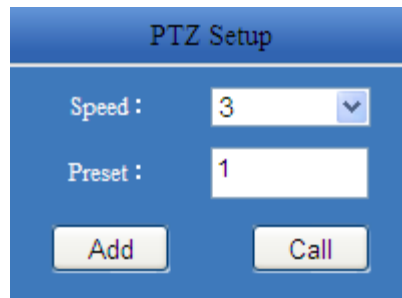 PTZ Setup
Speed : 3
Preset : 1
Add Call